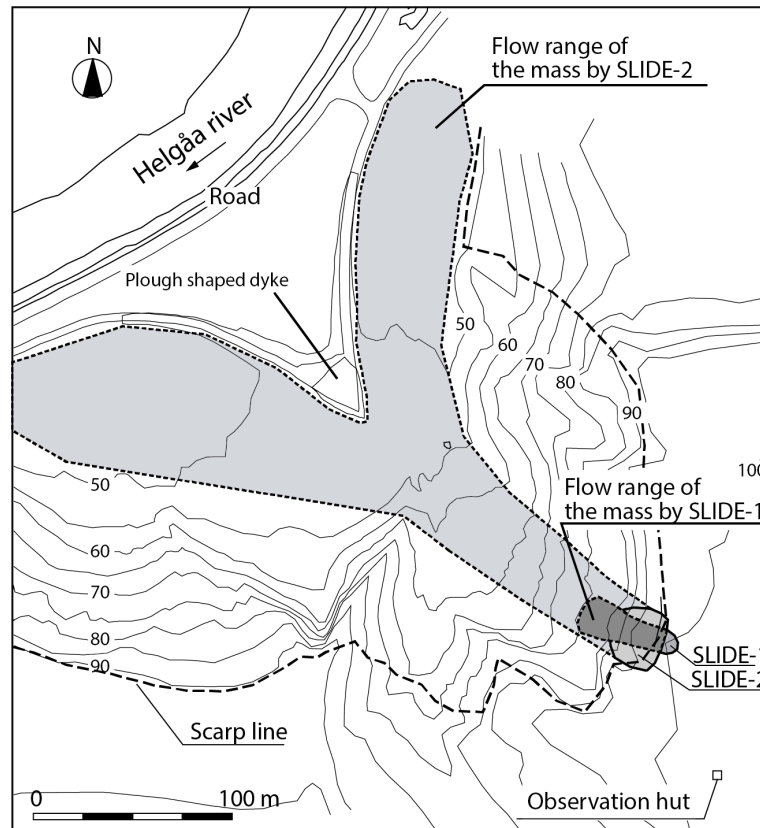 N
Flow range of
the mass by SLIDE-2
Helgåa river
Road
Plough shaped dyke
50
60
70
80
90
100
Flow range of
the mass by SLIDE-1
50
60
70
80
90
SLIDE-1
SLIDE-2
Scarp line
0 100 m
Observation hut